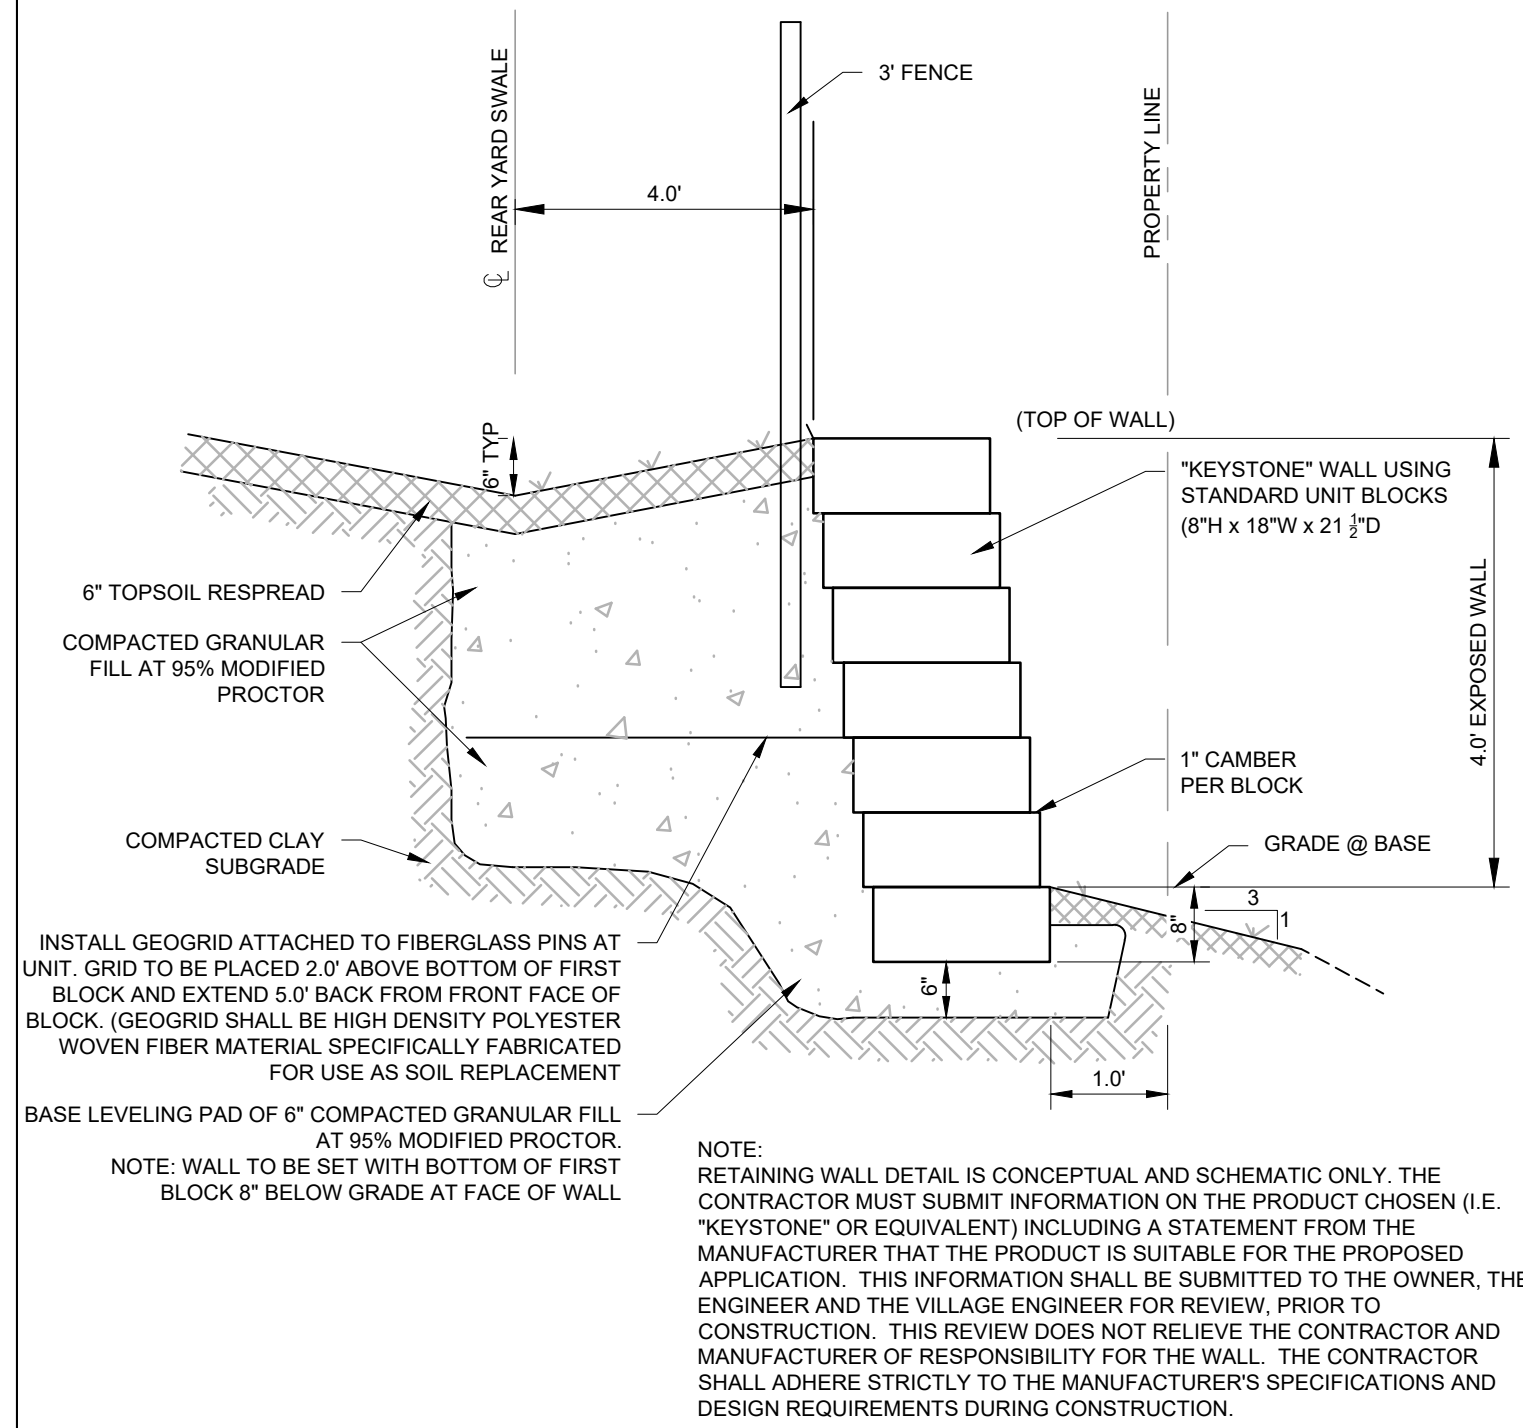 3' FENCE
℄ REAR YARD SWALE
PROPERTY LINE
4.0'
(TOP OF WALL)
6" TYP
"KEYSTONE" WALL USING
STANDARD UNIT BLOCKS
(8"H x 18"W x 21 1/2"D
6" TOPSOIL RESPREAD
COMPACTED GRANULAR
FILL AT 95% MODIFIED
PROCTOR
4.0' EXPOSED WALL
1" CAMBER
PER BLOCK
COMPACTED CLAY
SUBGRADE
GRADE @ BASE
3
1
8"
6"
1.0'
INSTALL GEOGRID ATTACHED TO FIBERGLASS PINS AT
UNIT. GRID TO BE PLACED 2.0' ABOVE BOTTOM OF FIRST
BLOCK AND EXTEND 5.0' BACK FROM FRONT FACE OF
BLOCK. (GEOGRID SHALL BE HIGH DENSITY POLYESTER
WOVEN FIBER MATERIAL SPECIFICALLY FABRICATED
FOR USE AS SOIL REPLACEMENT
BASE LEVELING PAD OF 6" COMPACTED GRANULAR FILL
AT 95% MODIFIED PROCTOR.
NOTE: WALL TO BE SET WITH BOTTOM OF FIRST
BLOCK 8" BELOW GRADE AT FACE OF WALL
NOTE:
RETAINING WALL DETAIL IS CONCEPTUAL AND SCHEMATIC ONLY. THE
CONTRACTOR MUST SUBMIT INFORMATION ON THE PRODUCT CHOSEN (I.E.
"KEYSTONE" OR EQUIVALENT) INCLUDING A STATEMENT FROM THE
MANUFACTURER THAT THE PRODUCT IS SUITABLE FOR THE PROPOSED
APPLICATION. THIS INFORMATION SHALL BE SUBMITTED TO THE OWNER, THE
ENGINEER AND THE VILLAGE ENGINEER FOR REVIEW, PRIOR TO
CONSTRUCTION. THIS REVIEW DOES NOT RELIEVE THE CONTRACTOR AND
MANUFACTURER OF RESPONSIBILITY FOR THE WALL. THE CONTRACTOR
SHALL ADHERE STRICTLY TO THE MANUFACTURER'S SPECIFICATIONS AND
DESIGN REQUIREMENTS DURING CONSTRUCTION.